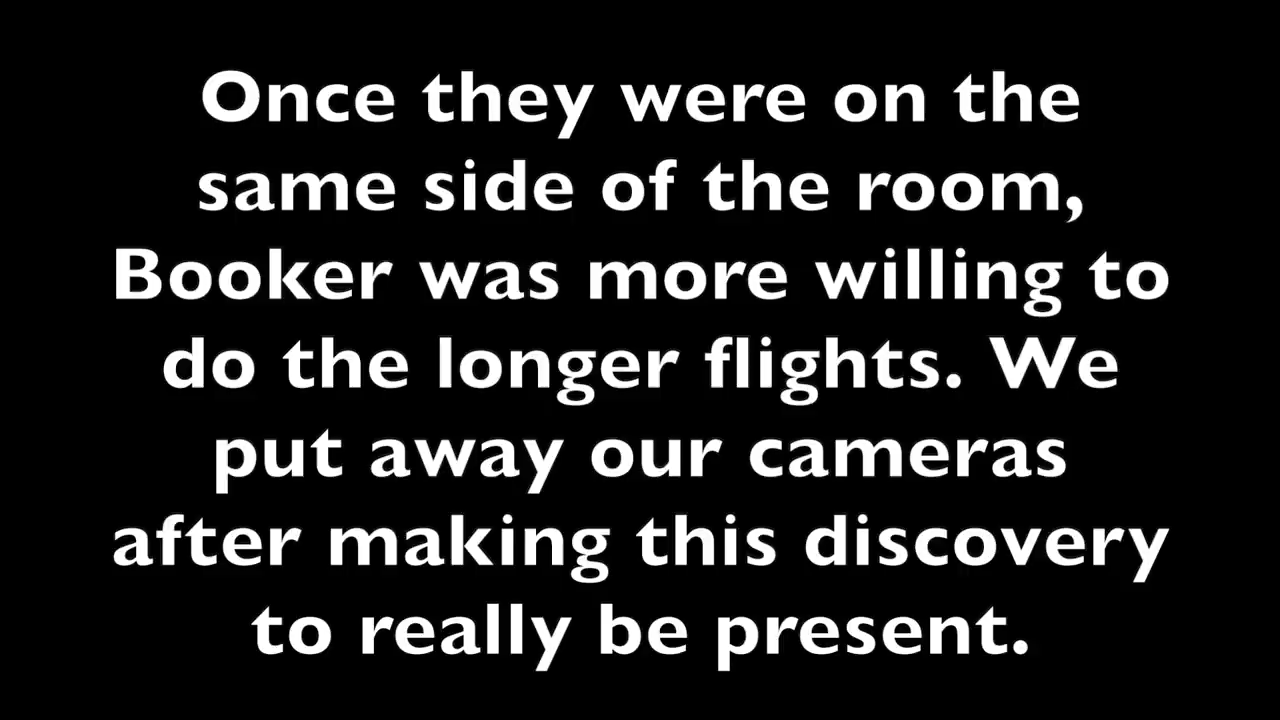 Once they were on the
same side of the room,
Booker was more willing to
do the longer flights. We
put away our cameras
after making this discovery
to really be present.